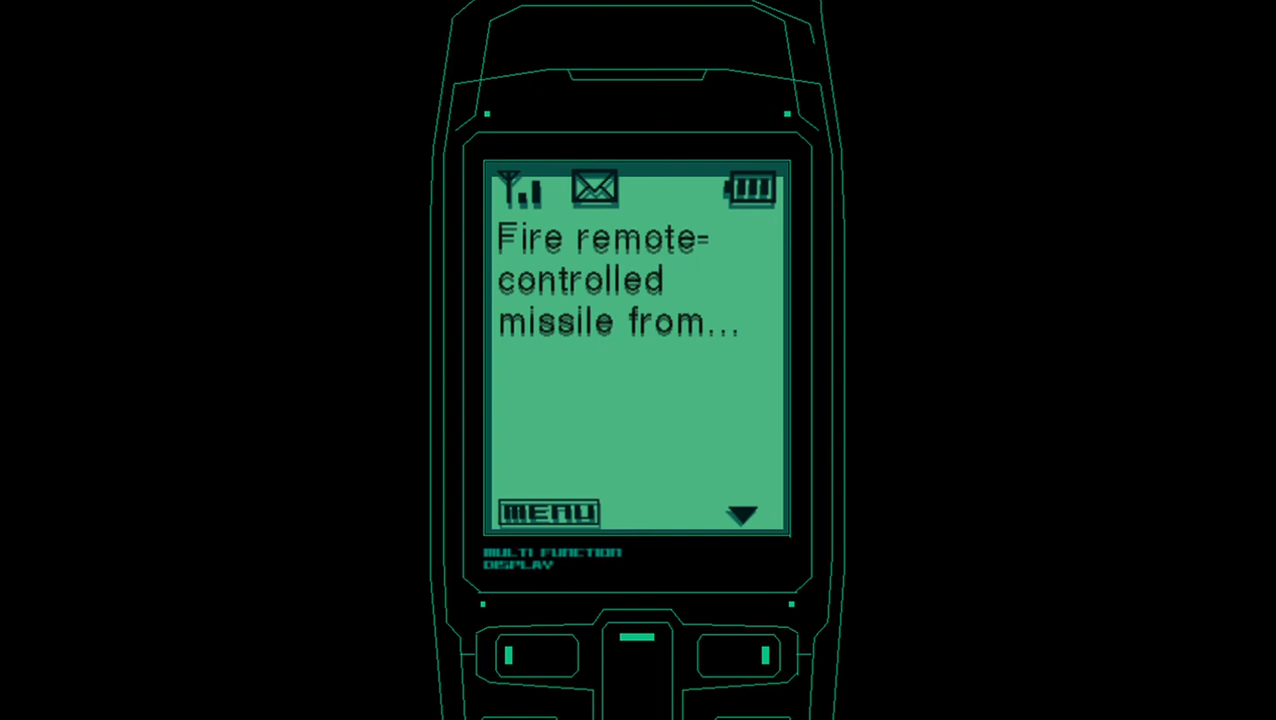 Fire remote-
controlled
missile from...
MENU
MULTI FUNCTION
DISPLAY